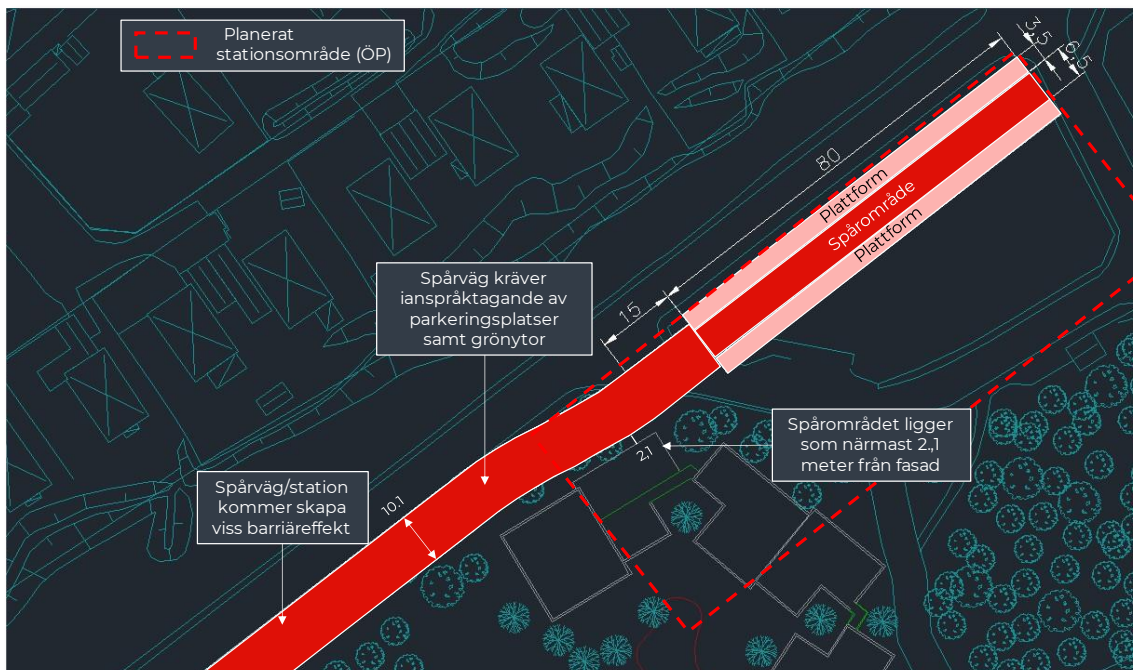 Planerat
stationsområde (ÖP)
3,5
6,5
80
Plattform
Spårområde
Plattform
15
Spårväg kräver
ianspråktagande av
parkeringsplatser
samt grönytor
Spårområdet ligger
som närmast 2,1
meter från fasad
2,1
10.1
Spårväg/station
kommer skapa
viss barriäreffekt